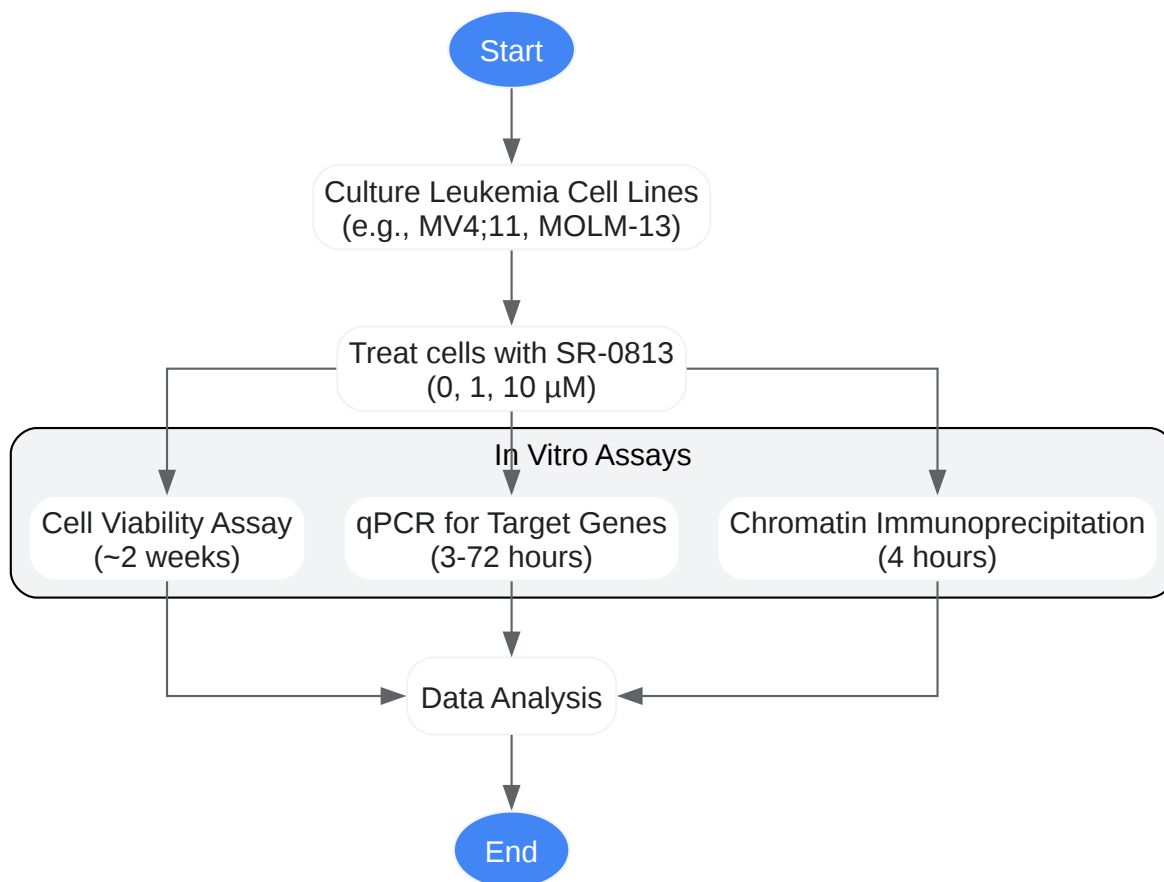 Start
Culture Leukemia Cell Lines
(e.g., MV4;11, MOLM-13)
Treat cells with SR-0813
(0, 1, 10 µM)
In Vitro Assays
Cell Viability Assay
(~2 weeks)
qPCR for Target Genes
(3-72 hours)
Chromatin Immunoprecipitation
(4 hours)
Data Analysis
End